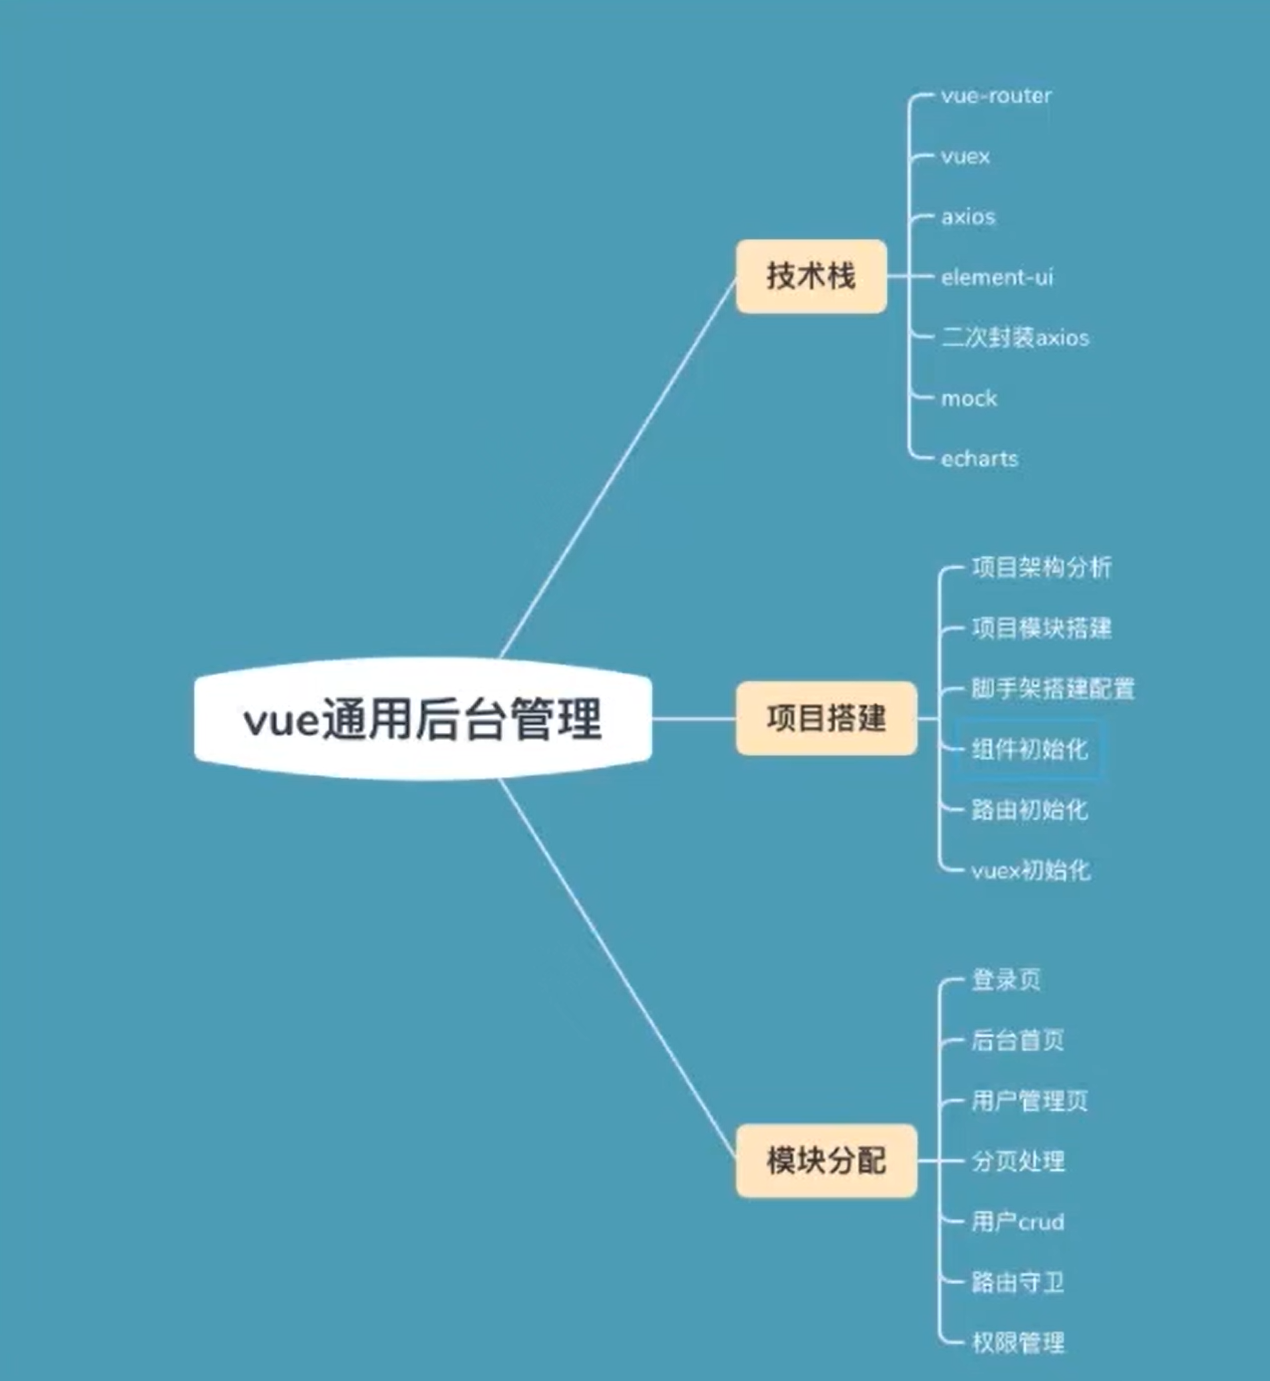 vue通用后台管理
技术栈
vue-router
vuex
axios
element-ui
二次封装axios
mock
echarts
项目搭建
项目架构分析
项目模块搭建
脚手架搭建配置
组件初始化
路由初始化
vuex初始化
模块分配
登录页
后台首页
用户管理页
分页处理
用户crud
路由守卫
权限管理